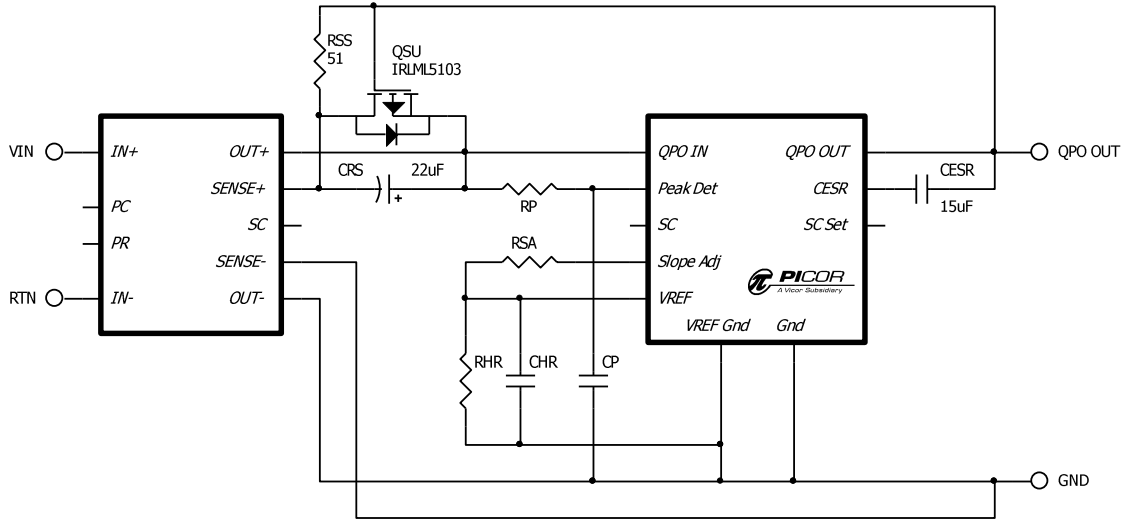 RSS
51
QSU
IRLML5103
VIN
IN+
OUT+
QPO IN
QPO OUT
QPO OUT
CRS
22uF
CESR
SENSE+
Peak Det
CESR
PC
RP
15uF
SC
SC
SC Set
PR
RSA
SENSE-
Slope Adj
PICOR
A Vicor Subsidiary
RTN
IN-
OUT-
VREF
VREF Gnd
Gnd
RHR
CHR
CP
GND
+